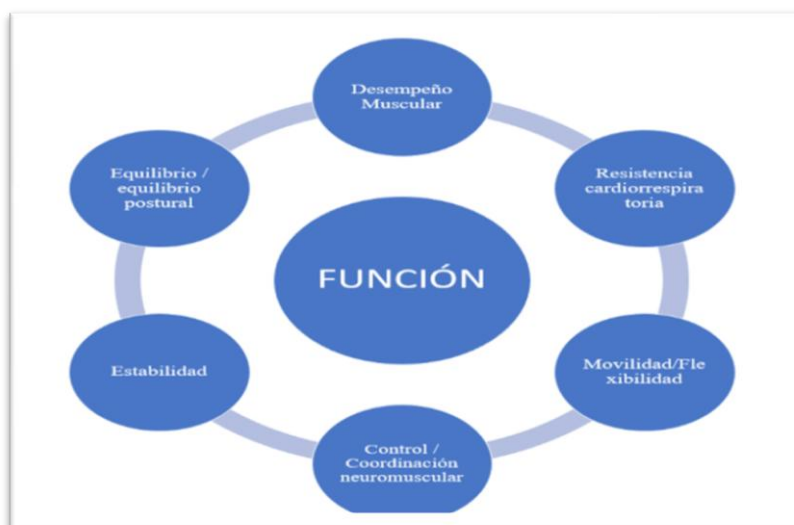 Desempeño
Muscular
Equilibrio /
equilibrio
postural
Resistencia
cardiorrespira
toria
FUNCIÓN
Estabilidad
Movilidad/Fle
xibilidad
Control /
Coordinación
neuromuscular